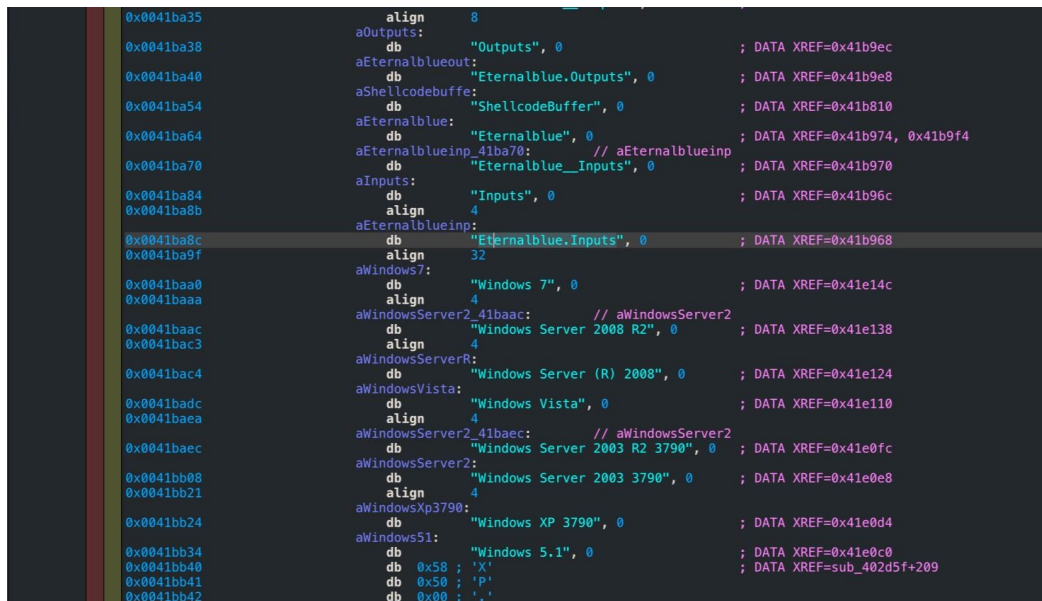 0x0041ba35 align 8
aOutputs:
0x0041ba38 db "Outputs", 0 ; DATA XREF=0x41b9ec
aEternalblueout:
0x0041ba40 db "Eternalblue.Outputs", 0 ; DATA XREF=0x41b9e8
aShellcodebuffe:
0x0041ba54 db "ShellcodeBuffer", 0 ; DATA XREF=0x41b810
aEternalblue:
0x0041ba64 db "Eternalblue", 0 ; DATA XREF=0x41b974, 0x41b9f4
aEternalblueinp_41ba70: // aEternalblueinp
0x0041ba70 db "Eternalblue__Inputs", 0 ; DATA XREF=0x41b970
aInputs:
0x0041ba84 db "Inputs", 0 ; DATA XREF=0x41b96c
0x0041ba8b align 4
aEternalblueinp:
0x0041ba8c db "Eternalblue.Inputs", 0 ; DATA XREF=0x41b968
0x0041ba9f align 32
aWindows7:
0x0041baa0 db "Windows 7", 0 ; DATA XREF=0x41e14c
0x0041baaa align 4
aWindowsServer2_41baac: // aWindowsServer2
0x0041baac db "Windows Server 2008 R2", 0 ; DATA XREF=0x41e138
0x0041bac3 align 4
aWindowsServerR:
0x0041bac4 db "Windows Server (R) 2008", 0 ; DATA XREF=0x41e124
aWindowsVista:
0x0041badc db "Windows Vista", 0 ; DATA XREF=0x41e110
0x0041baea align 4
aWindowsServer2_41baec: // aWindowsServer2
0x0041baec db "Windows Server 2003 R2 3790", 0 ; DATA XREF=0x41e0fc
aWindowsServer2:
0x0041bb08 db "Windows Server 2003 3790", 0 ; DATA XREF=0x41e0e8
0x0041bb21 align 4
aWindowsXp3790:
0x0041bb24 db "Windows XP 3790", 0 ; DATA XREF=0x41e0d4
aWindows51:
0x0041bb34 db "Windows 5.1", 0 ; DATA XREF=0x41e0c0
0x0041bb40 db 0x58 ; 'X' ; DATA XREF=sub_402d5f+209
0x0041bb41 db 0x50 ; 'P'
0x0041bb42 db 0x00 ; '.'